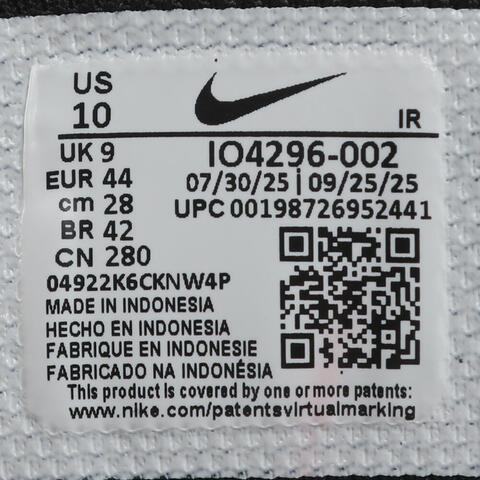 US
10
IR
UK 9
EUR 44
cm 28
BR 42
CN 280
IO4296-002
07/30/25 | 09/25/25
UPC 00198726952441
04922K6CKNW4P
MADE IN INDONESIA
HECHO EN INDONESIA
FABRIQUE EN INDONESIE
FABRICADO NA INDONÉSIA
This product is covered by one or more patents:
www.nike.com/patentsvirtualmarking